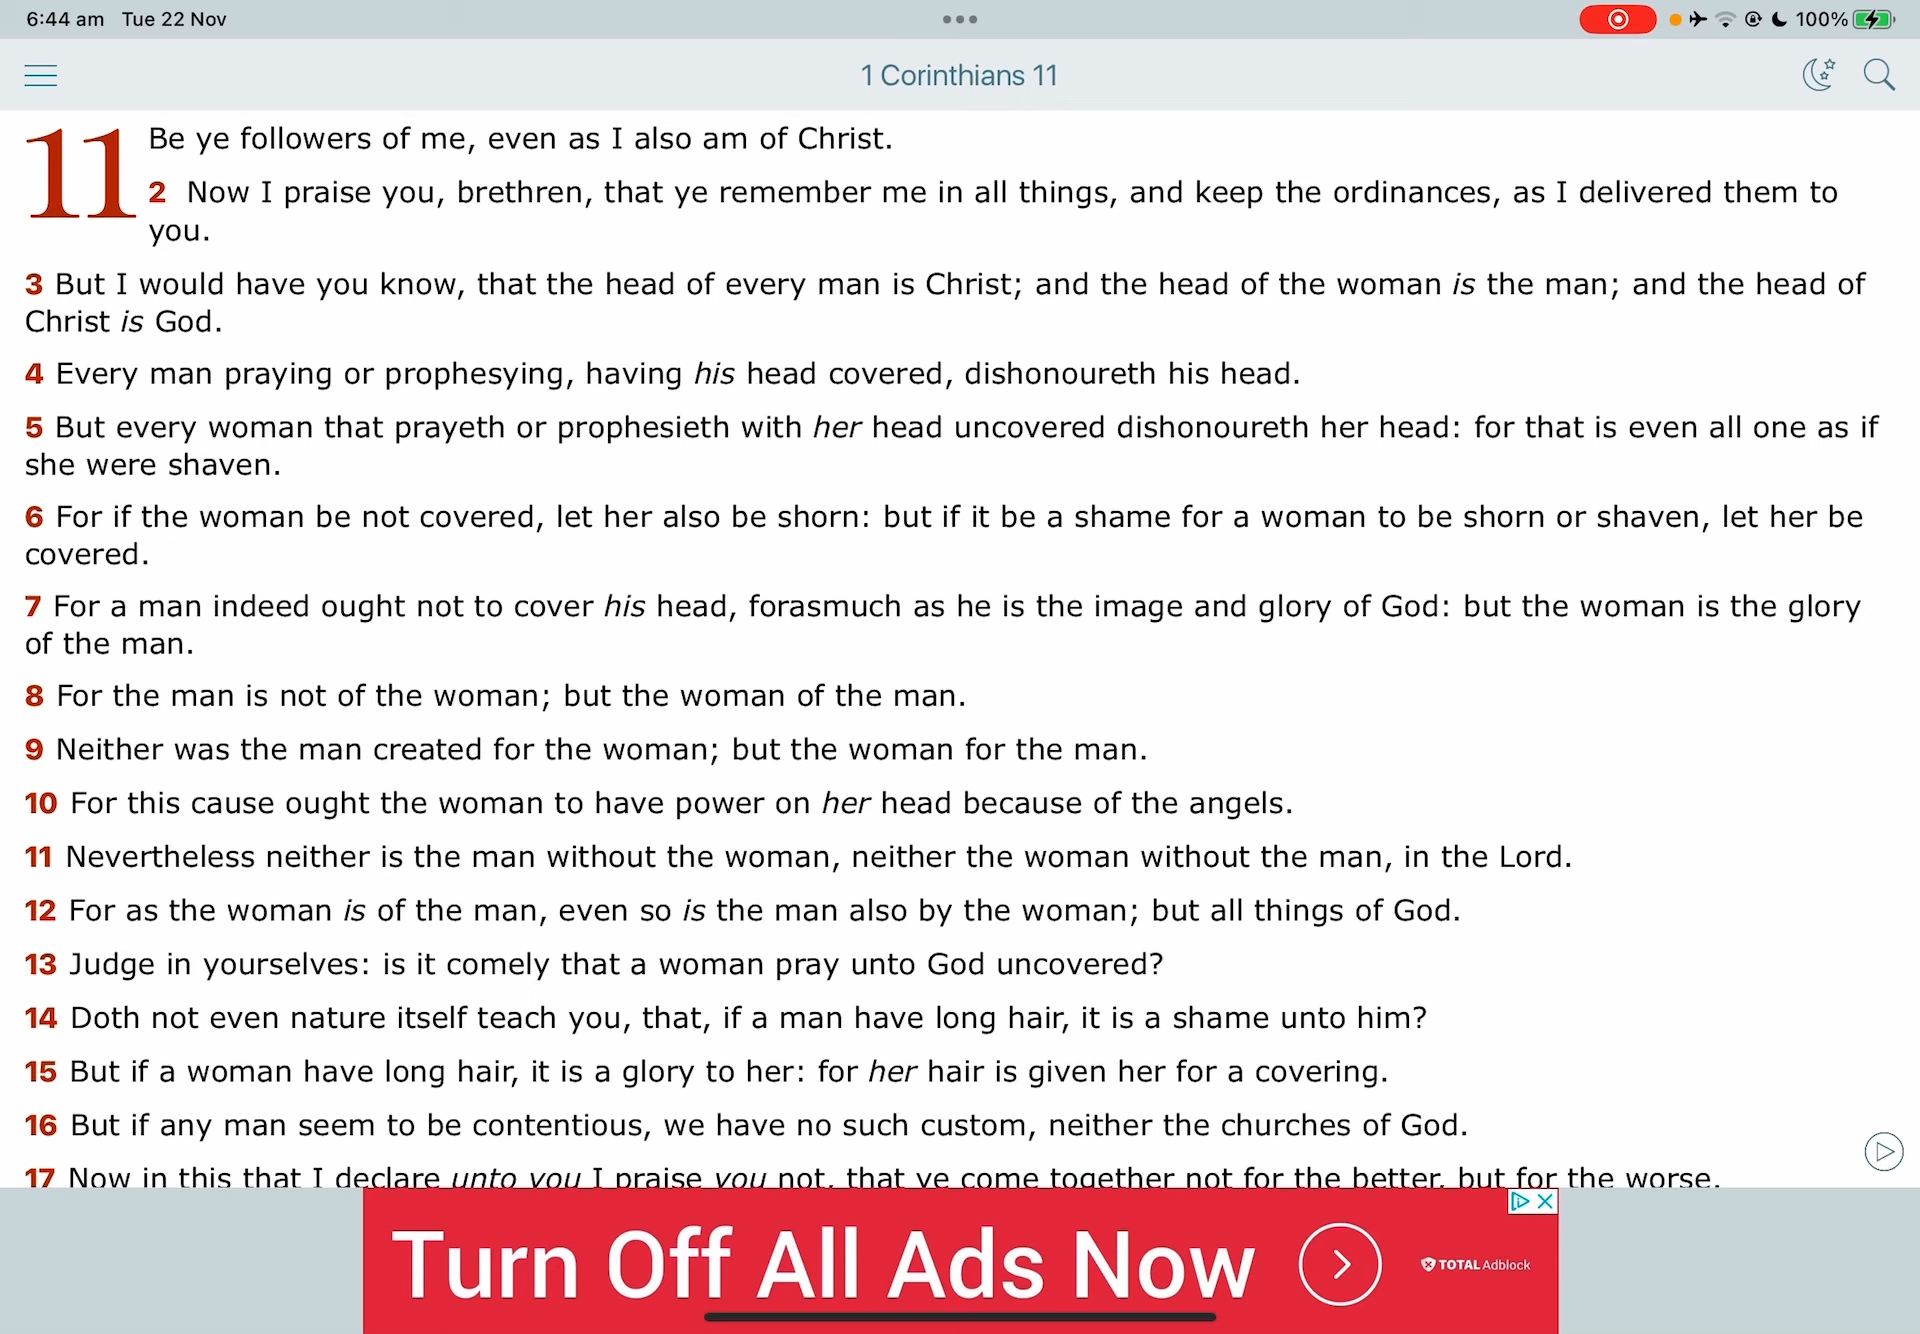 6:44 am Tue 22 Nov
100%
1 Corinthians 11
11 Be ye followers of me, even as I also am of Christ.
2 Now I praise you, brethren, that ye remember me in all things, and keep the ordinances, as I delivered them to
you.
3 But I would have you know, that the head of every man is Christ; and the head of the woman is the man; and the head of
Christ is God.
4 Every man praying or prophesying, having his head covered, dishonoureth his head.
5 But every woman that prayeth or prophesieth with her head uncovered dishonoureth her head: for that is even all one as if
she were shaven.
6 For if the woman be not covered, let her also be shorn: but if it be a shame for a woman to be shorn or shaven, let her be
covered.
7 For a man indeed ought not to cover his head, forasmuch as he is the image and glory of God: but the woman is the glory
of the man.
8 For the man is not of the woman; but the woman of the man.
9 Neither was the man created for the woman; but the woman for the man.
10 For this cause ought the woman to have power on her head because of the angels.
11 Nevertheless neither is the man without the woman, neither the woman without the man, in the Lord.
12 For as the woman is of the man, even so is the man also by the woman; but all things of God.
13 Judge in yourselves: is it comely that a woman pray unto God uncovered?
14 Doth not even nature itself teach you, that, if a man have long hair, it is a shame unto him?
15 But if a woman have long hair, it is a glory to her: for her hair is given her for a covering.
16 But if any man seem to be contentious, we have no such custom, neither the churches of God.
17 Now in this that I declare unto you I praise you not, that ye come together not for the better, but for the worse.
Turn Off All Ads Now
TOTAL Adblock